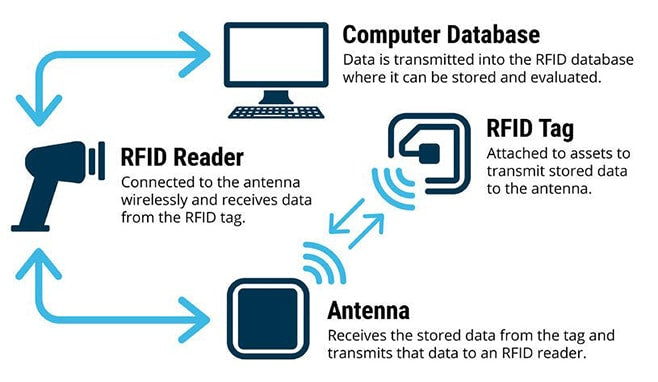 Computer Database
Data is transmitted into the RFID database
where it can be stored and evaluated.
RFID Tag
Attached to assets to
transmit stored data
to the antenna.
RFID Reader
Connected to the antenna
wirelessly and receives data
from the RFID tag.
Antenna
Receives the stored data from the tag and
transmits that data to an RFID reader.